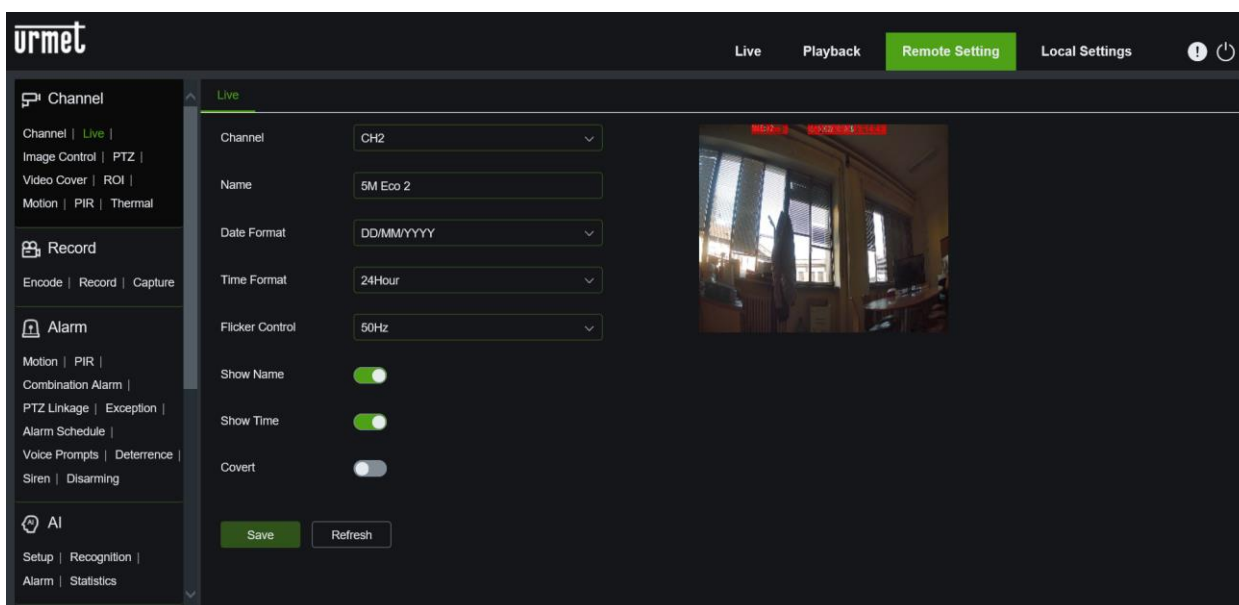 urmet
Live Playback Remote Setting Local Settings
Channel
Channel | Live |
Image Control | PTZ |
Video Cover | ROI |
Motion | PIR | Thermal
Record
Encode | Record | Capture
Alarm
Motion | PIR |
Combination Alarm |
PTZ Linkage | Exception |
Alarm Schedule |
Voice Prompts | Deterrence |
Siren | Disarming
AI
Setup | Recognition |
Alarm | Statistics
Live
Channel CH2
Name 5M Eco 2
Date Format DD/MM/YYYY
Time Format 24Hour
Flicker Control 50Hz
Show Name
Show Time
Covert
Save Refresh